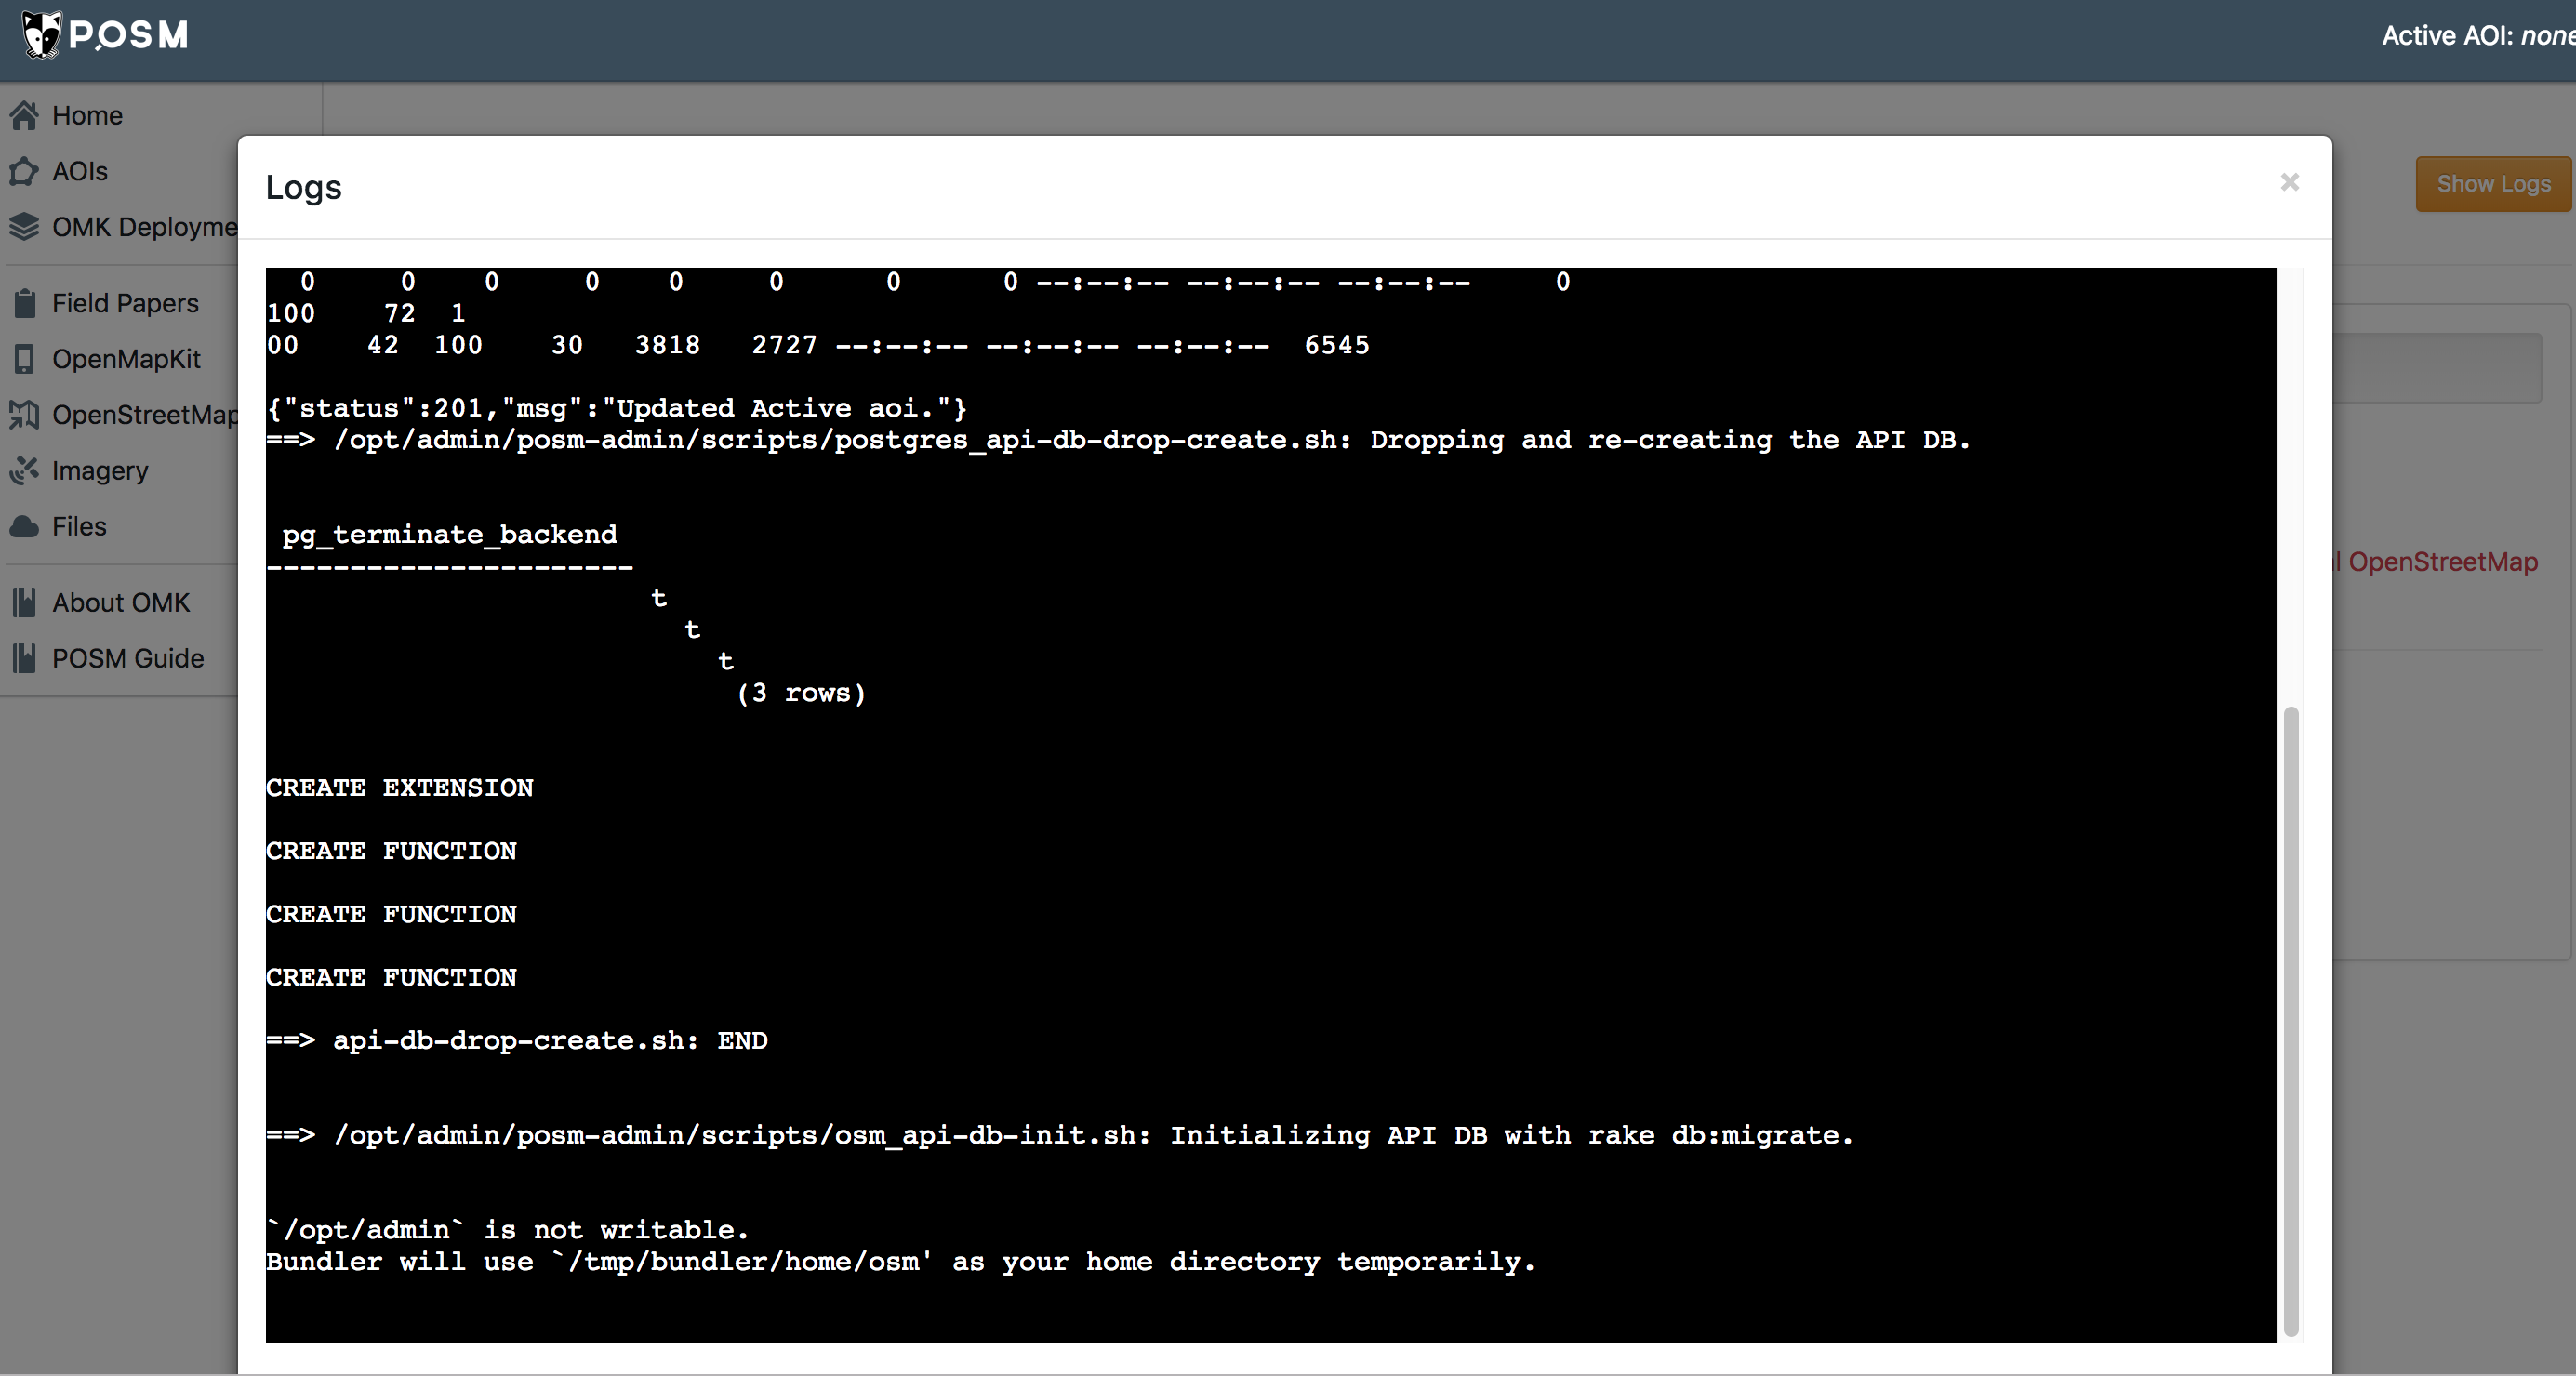 POSM
Active AOI: none
Home
AOIs
OMK Deployme
Field Papers
OpenMapKit
OpenStreetMap
Imagery
Files
About OMK
POSM Guide
Show Logs
l OpenStreetMap
Logs
×
0 0 0 0 0 0 0 0 --:--:-- --:--:-- --:--:-- 0
100 72 1
00 42 100 30 3818 2727 --:--:-- --:--:-- --:--:-- 6545
{"status":201,"msg":"Updated Active aoi."}
==> /opt/admin/posm-admin/scripts/postgres_api-db-drop-create.sh: Dropping and re-creating the API DB.
pg_terminate_backend
----------------------
t
t
t
(3 rows)
CREATE EXTENSION
CREATE FUNCTION
CREATE FUNCTION
CREATE FUNCTION
==> api-db-drop-create.sh: END
==> /opt/admin/posm-admin/scripts/osm_api-db-init.sh: Initializing API DB with rake db:migrate.
`/opt/admin` is not writable.
Bundler will use `/tmp/bundler/home/osm' as your home directory temporarily.